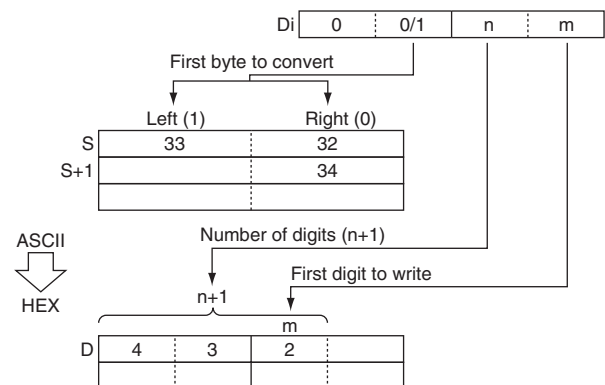 Di 0 0/1 n m
First byte to convert
Left (1) Right (0)
S 33 32
S+1 34
Number of digits (n+1)
ASCII
First digit to write
HEX
n+1
m
D 4 3 2